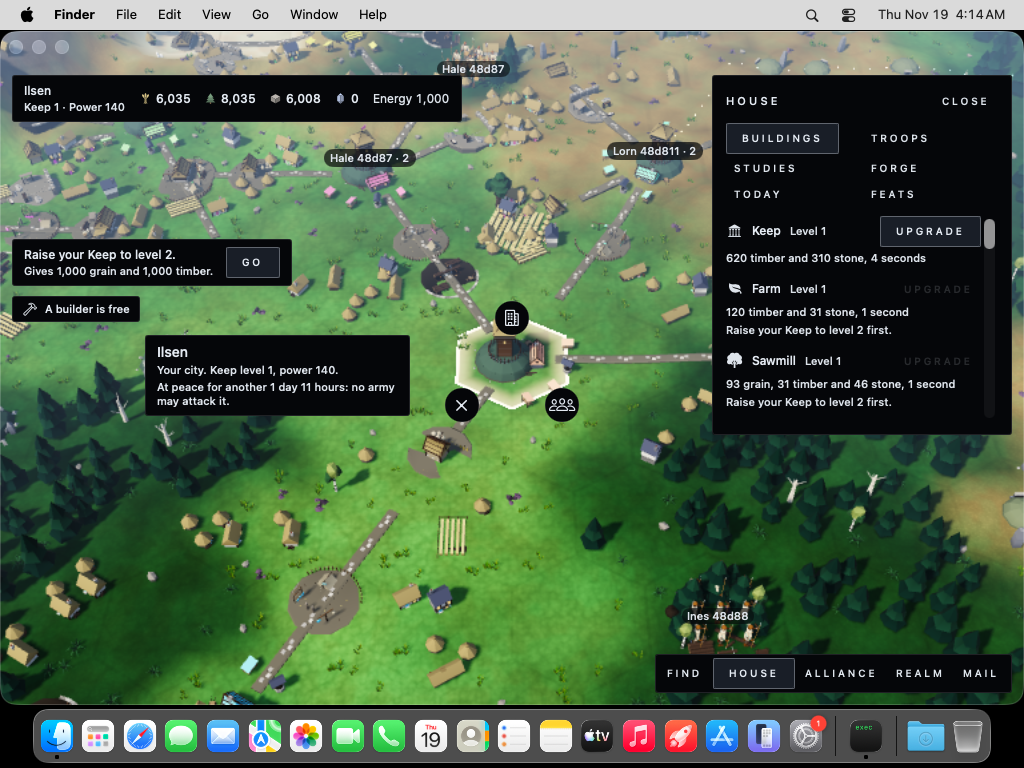 Finder File Edit View Go Window Help
Thu Nov 19 4:14 AM
Hale 48d87
Ilsen
Keep 1 · Power 140
6,035 8,035 6,008 0 Energy 1,000
Hale 48d87 · 2
Lorn 48d811 · 2
Raise your Keep to level 2.
Gives 1,000 grain and 1,000 timber.
GO
A builder is free
Ilsen
Your city. Keep level 1, power 140.
At peace for another 1 day 11 hours: no army
may attack it.
HOUSE CLOSE
BUILDINGS TROOPS
STUDIES FORGE
TODAY FEATS
Keep Level 1 UPGRADE
620 timber and 310 stone, 4 seconds
Farm Level 1 UPGRADE
120 timber and 31 stone, 1 second
Raise your Keep to level 2 first.
Sawmill Level 1 UPGRADE
93 grain, 31 timber and 46 stone, 1 second
Raise your Keep to level 2 first.
Ines 48d88
FIND HOUSE ALLIANCE REALM MAIL
Thu
19
tv
1
exec